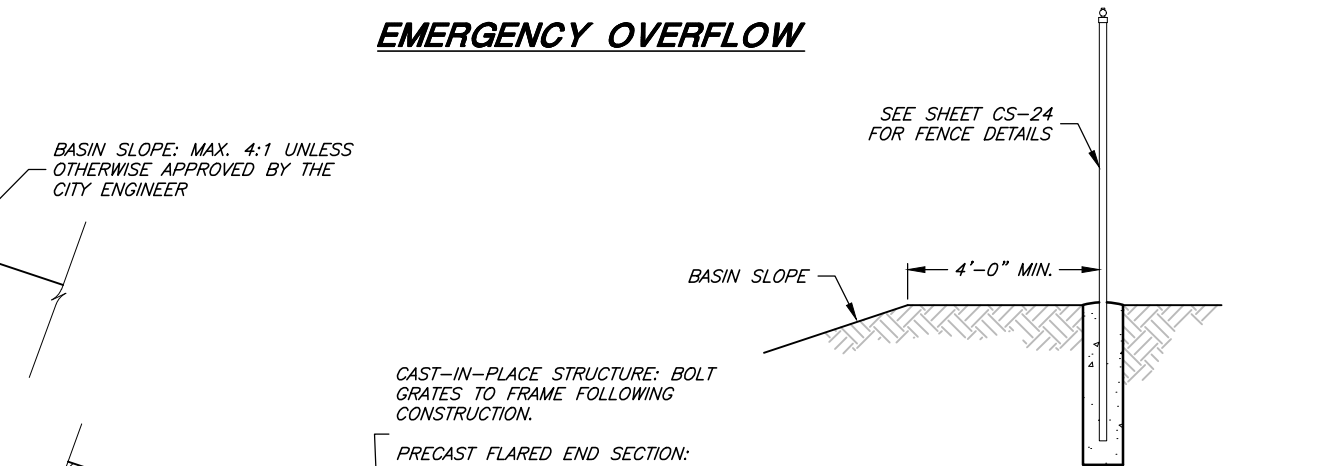 EMERGENCY OVERFLOW
SEE SHEET CS-24
FOR FENCE DETAILS
BASIN SLOPE: MAX. 4:1 UNLESS
OTHERWISE APPROVED BY THE
CITY ENGINEER
4'-0" MIN.
BASIN SLOPE
CAST-IN-PLACE STRUCTURE: BOLT
GRATES TO FRAME FOLLOWING
CONSTRUCTION.
PRECAST FLARED END SECTION: